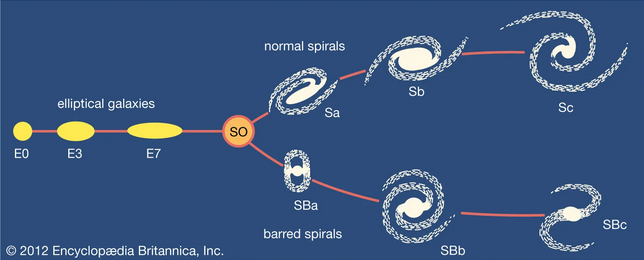 normal spirals
elliptical galaxies
E0
E3
E7
SO
Sa
Sb
Sc
SBa
SBb
SBc
barred spirals
© 2012 Encyclopædia Britannica, Inc.